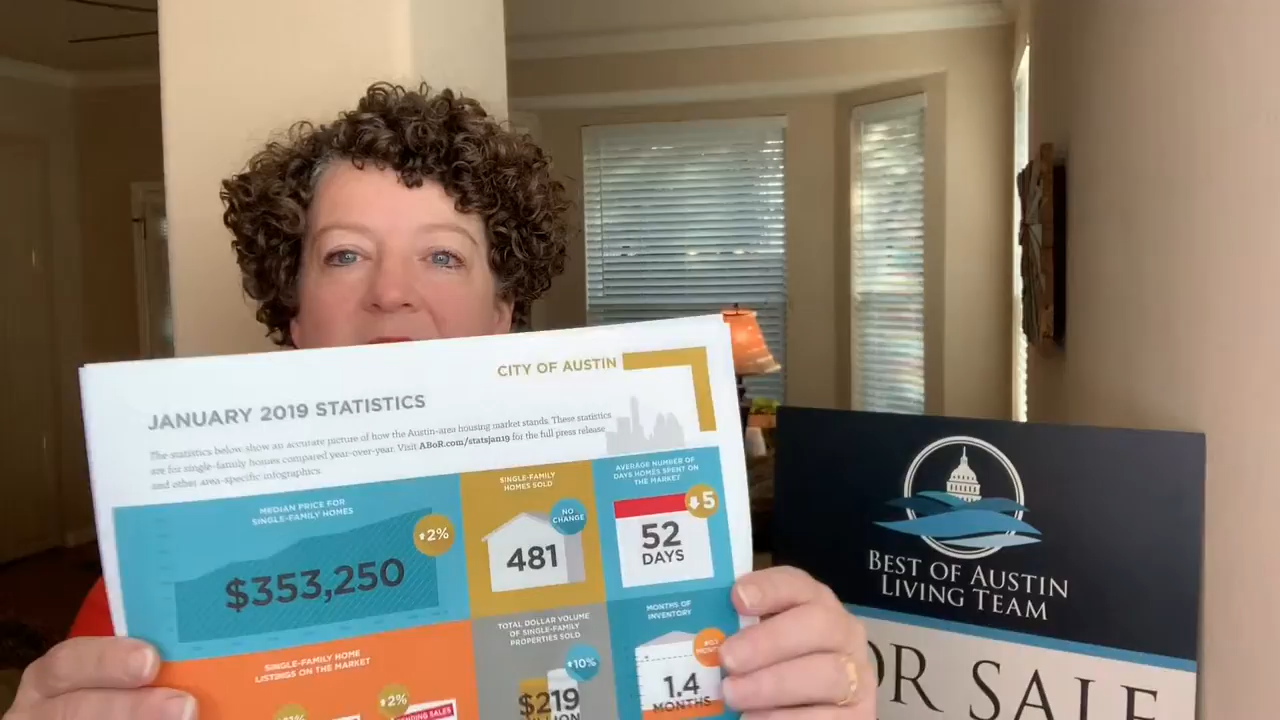 CITY OF AUSTIN
JANUARY 2019 STATISTICS
The statistics below show an accurate picture of how the Austin-area housing market stands. These statistics
are for single-family homes compared year-over-year. Visit ABoR.com/statsjan19 for the full press release
and other area-specific infographics.
MEDIAN PRICE FOR
SINGLE-FAMILY HOMES
2%
$353,250
SINGLE-FAMILY
HOMES SOLD
NO
CHANGE
481
AVERAGE NUMBER OF
DAYS HOMES SPENT ON
THE MARKET
5
52
DAYS
SINGLE-FAMILY HOME
LISTINGS ON THE MARKET
2%
TOTAL DOLLAR VOLUME
OF SINGLE-FAMILY
PROPERTIES SOLD
10%
$219
MONTHS OF
INVENTORY
1.4
MONTHS
BEST OF AUSTIN
LIVING TEAM
OR SALE